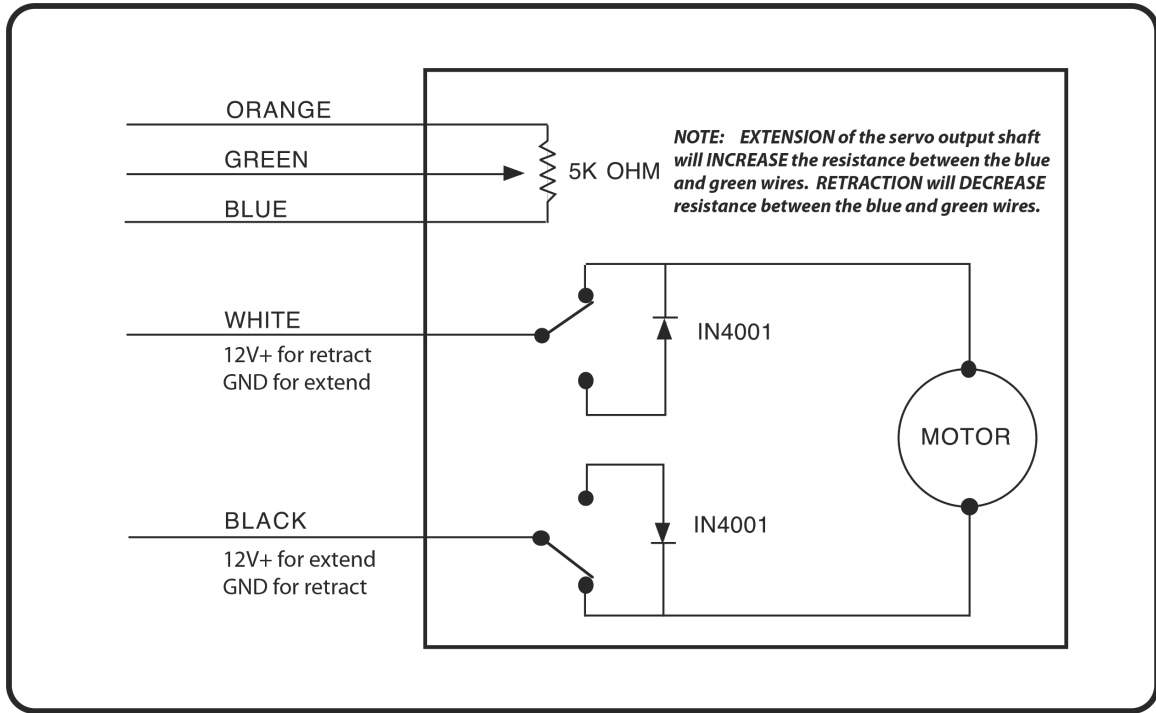 ORANGE
GREEN
BLUE
5K OHM
NOTE: EXTENSION of the servo output shaft
will INCREASE the resistance between the blue
and green wires. RETRACTION will DECREASE
resistance between the blue and green wires.
WHITE
12V+ for retract
GND for extend
IN4001
MOTOR
BLACK
12V+ for extend
GND for retract
IN4001